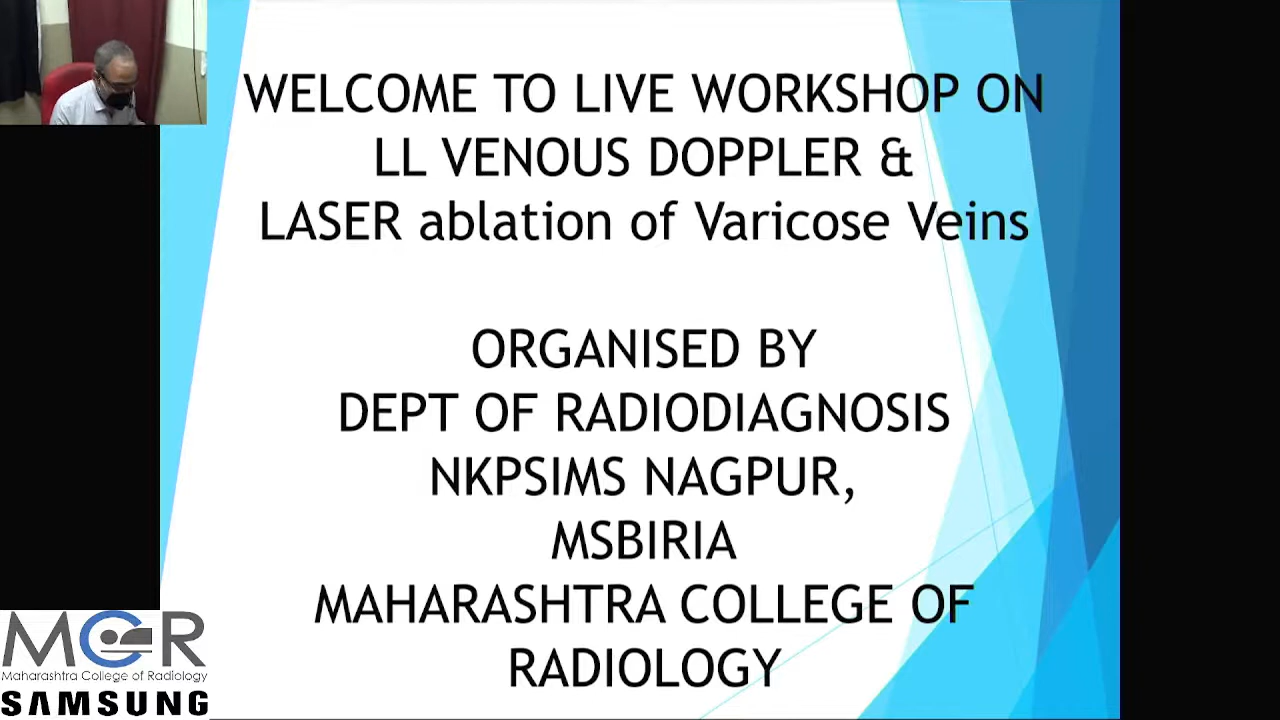 WELCOME TO LIVE WORKSHOP ON
LL VENOUS DOPPLER &
LASER ablation of Varicose Veins
ORGANISED BY
DEPT OF RADIODIAGNOSIS
NKPSIMS NAGPUR,
MSBIRIA
MAHARASHTRA COLLEGE OF
RADIOLOGY
MCR
Maharashtra College of Radiology
SAMSUNG